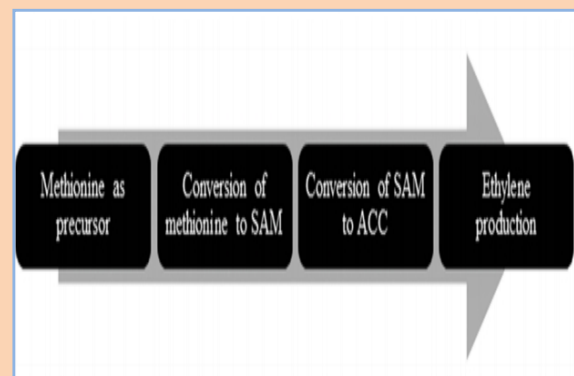 Methionine as
precursor
Conversion of
methionine to SAM
Conversion of SAM
to ACC
Ethylene
production